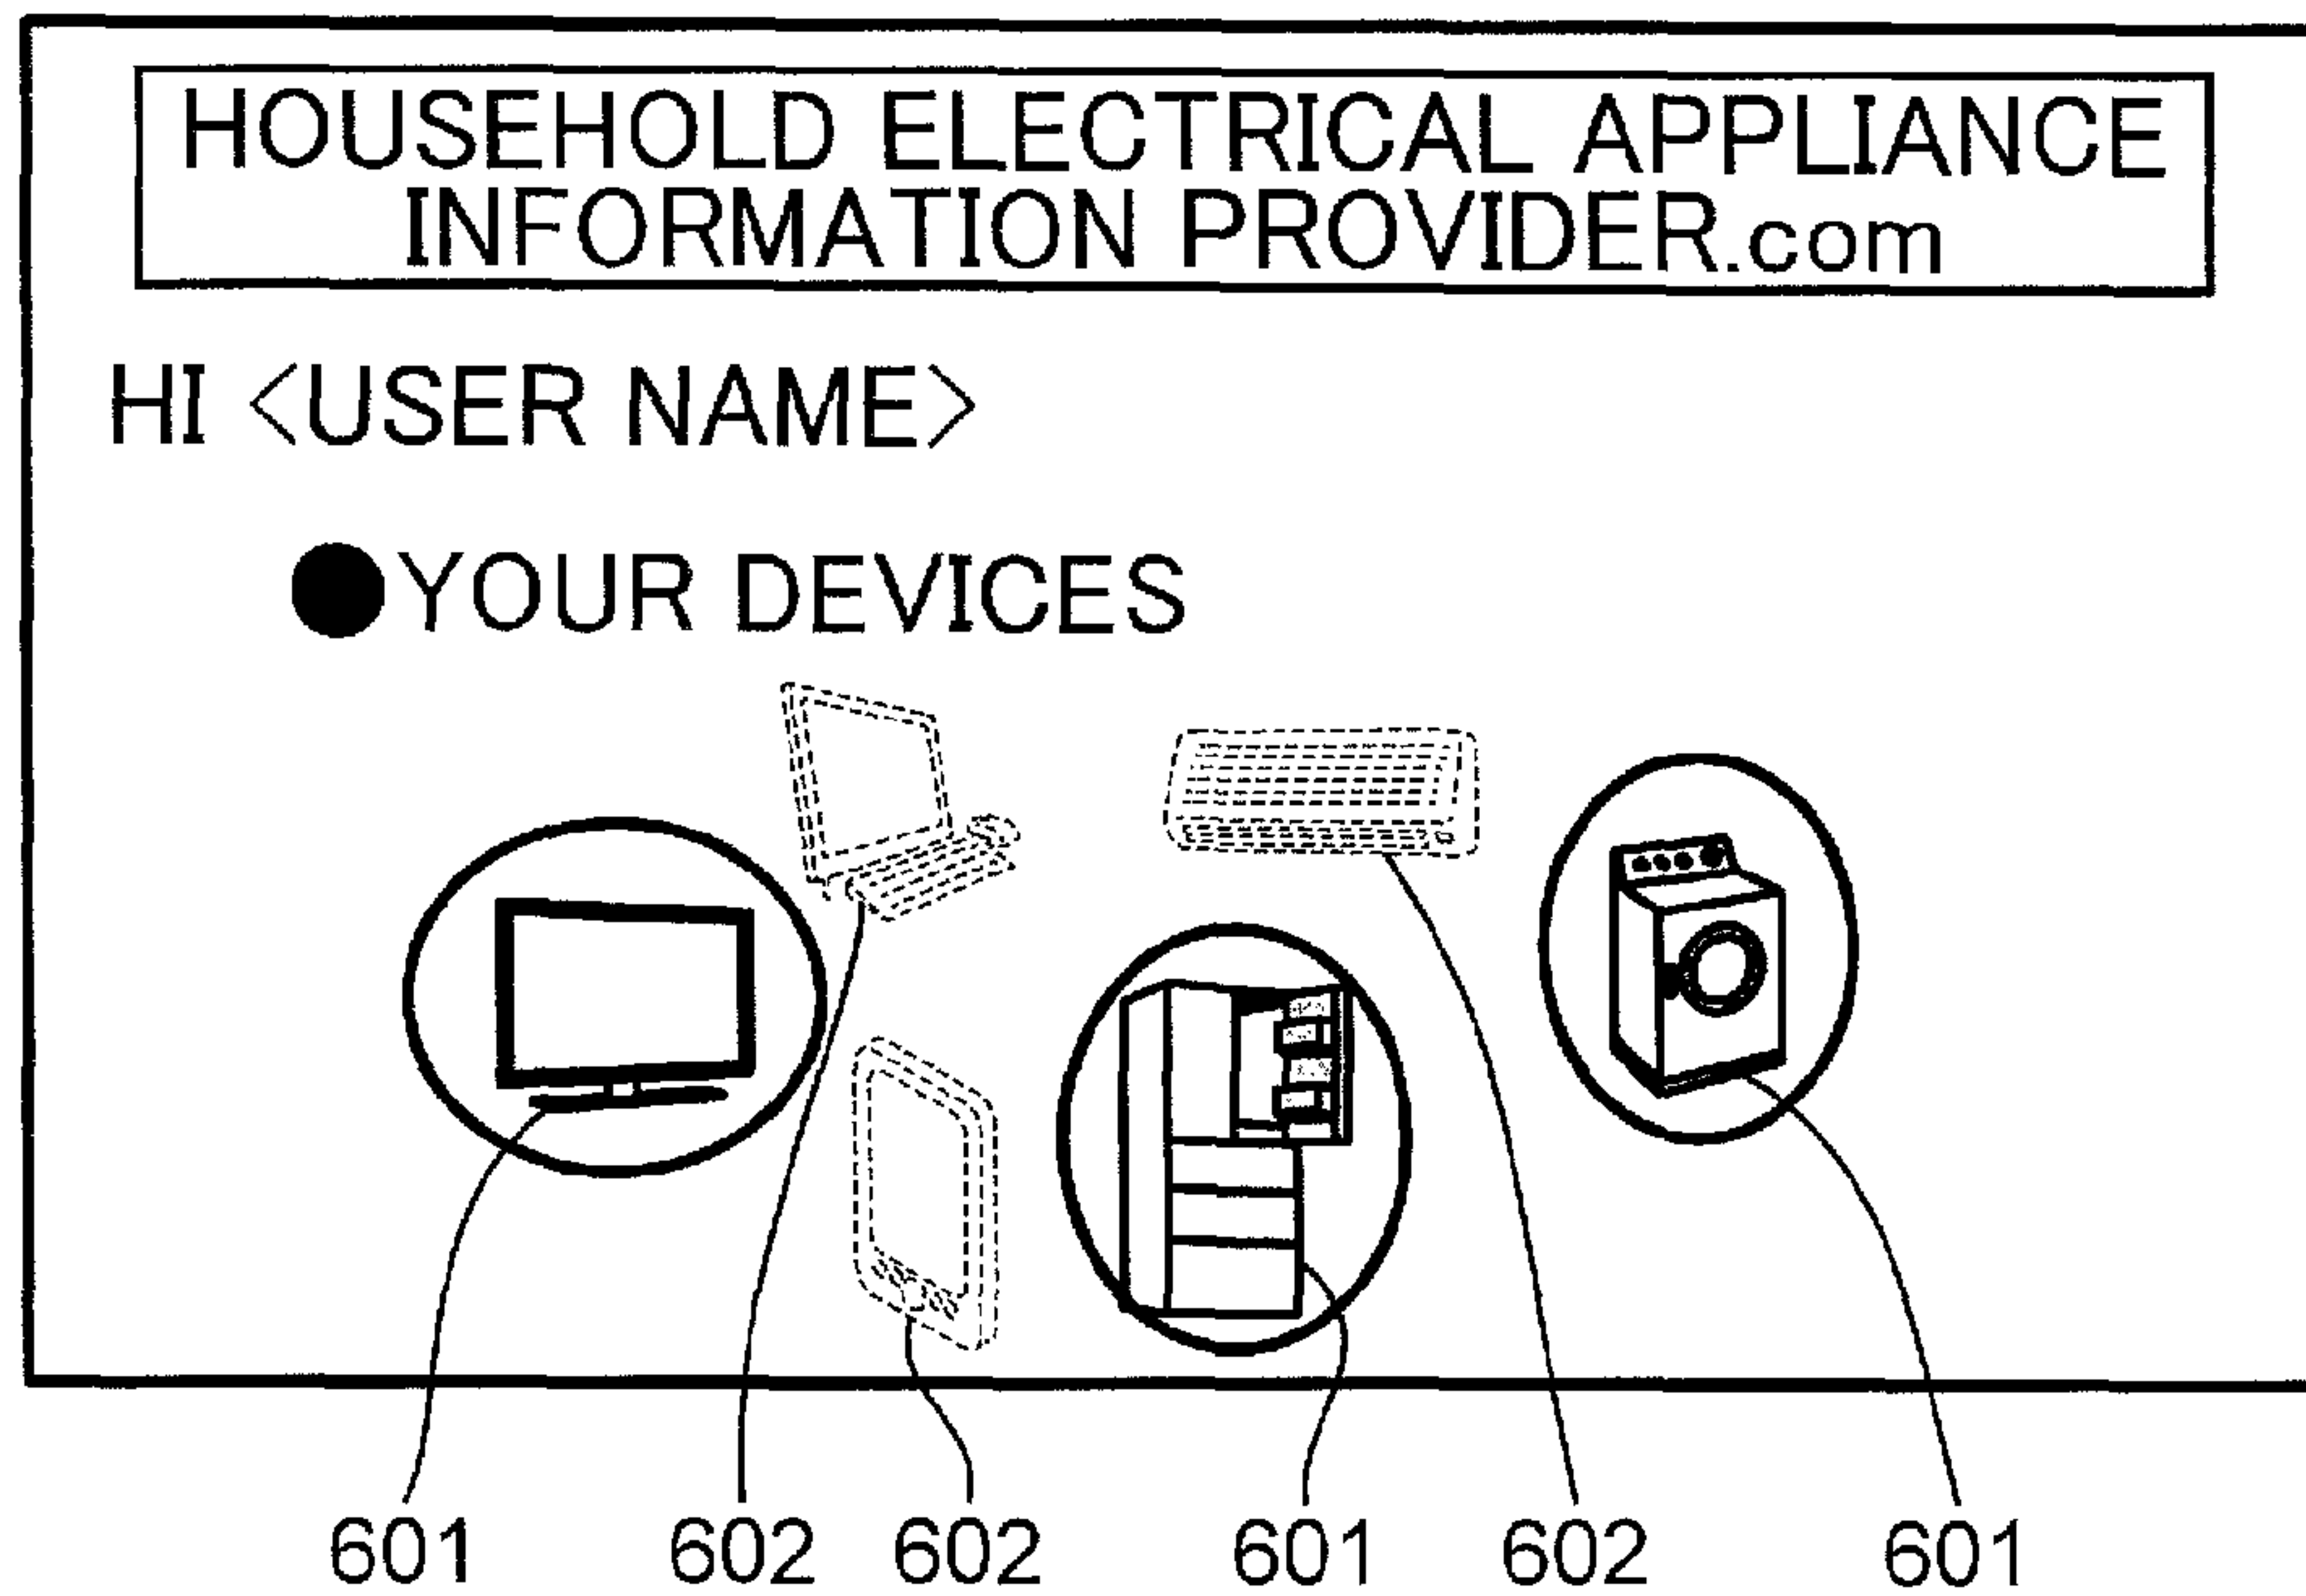 HOUSEHOLD ELECTRICAL APPLIANCE
INFORMATION PROVIDER.com
HI <USER NAME>
●YOUR DEVICES
601 602 602 601 602 601